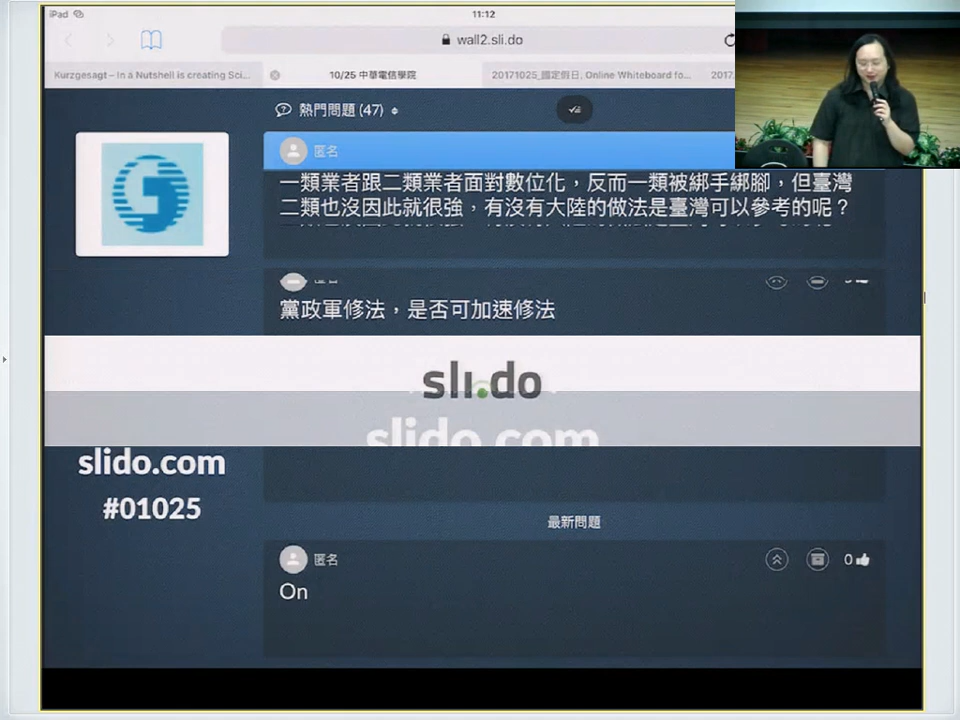 iPad
11:12
wall2.sli.do
Kurzgesagt – In a Nutshell is creating Sci...
10/25 中華電信學院
20171025_國定假日, Online Whiteboard fo...
2017
熱門問題 (47)
匿名
一類業者跟二類業者面對數位化，反而一類被綁手綁腳，但臺灣
二類也沒因此就很強，有沒有大陸的做法是臺灣可以參考的呢？
黨政軍修法，是否可加速修法
sli.do
slido.com
slido.com
#01025
最新問題
匿名
0
On